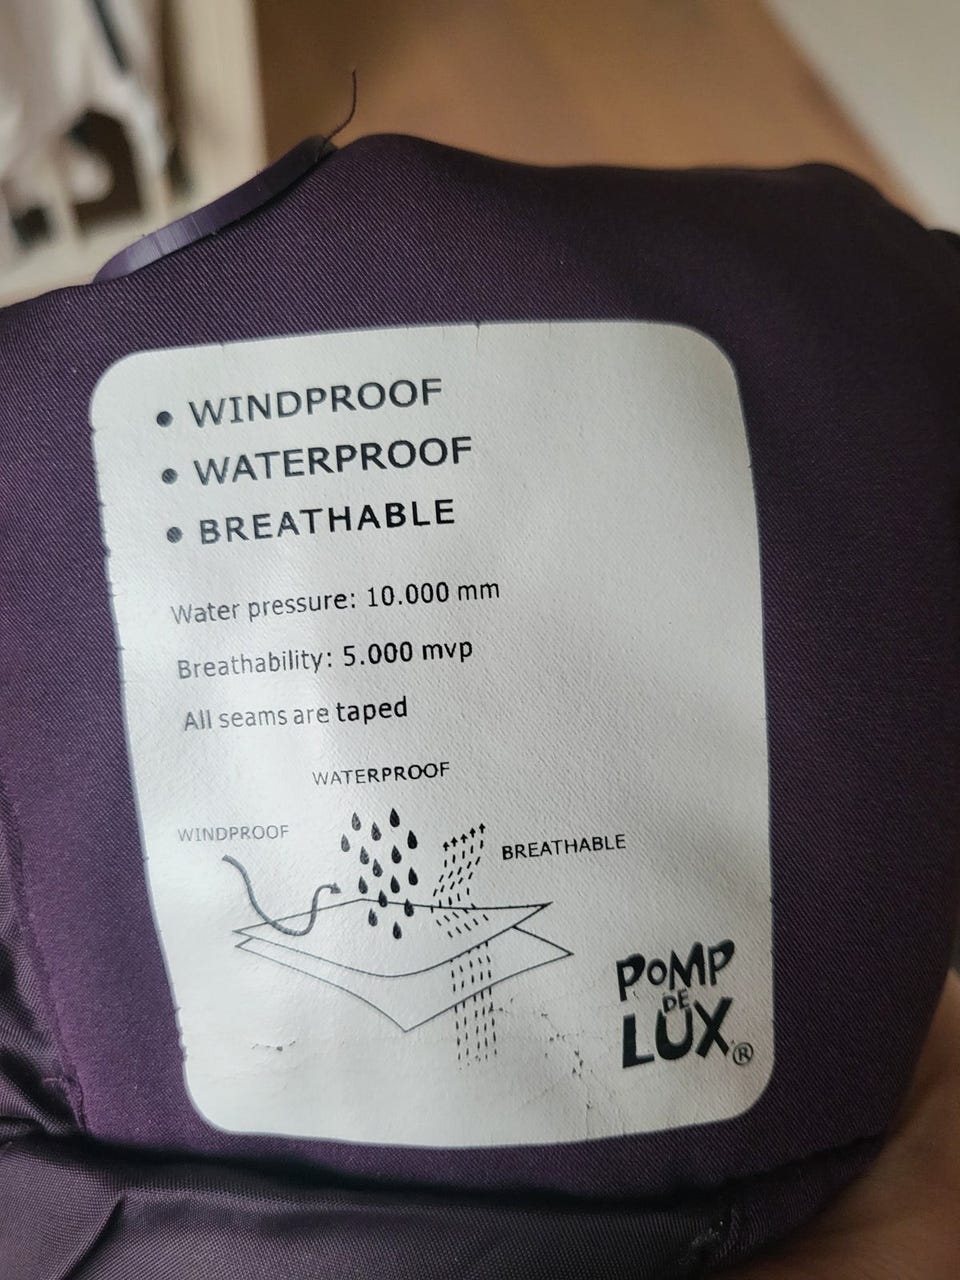 • WINDPROOF
• WATERPROOF
• BREATHABLE
Water pressure: 10.000 mm
Breathability: 5.000 mvp
All seams are taped
WATERPROOF
WINDPROOF
BREATHABLE
POMP
DE
LUX®